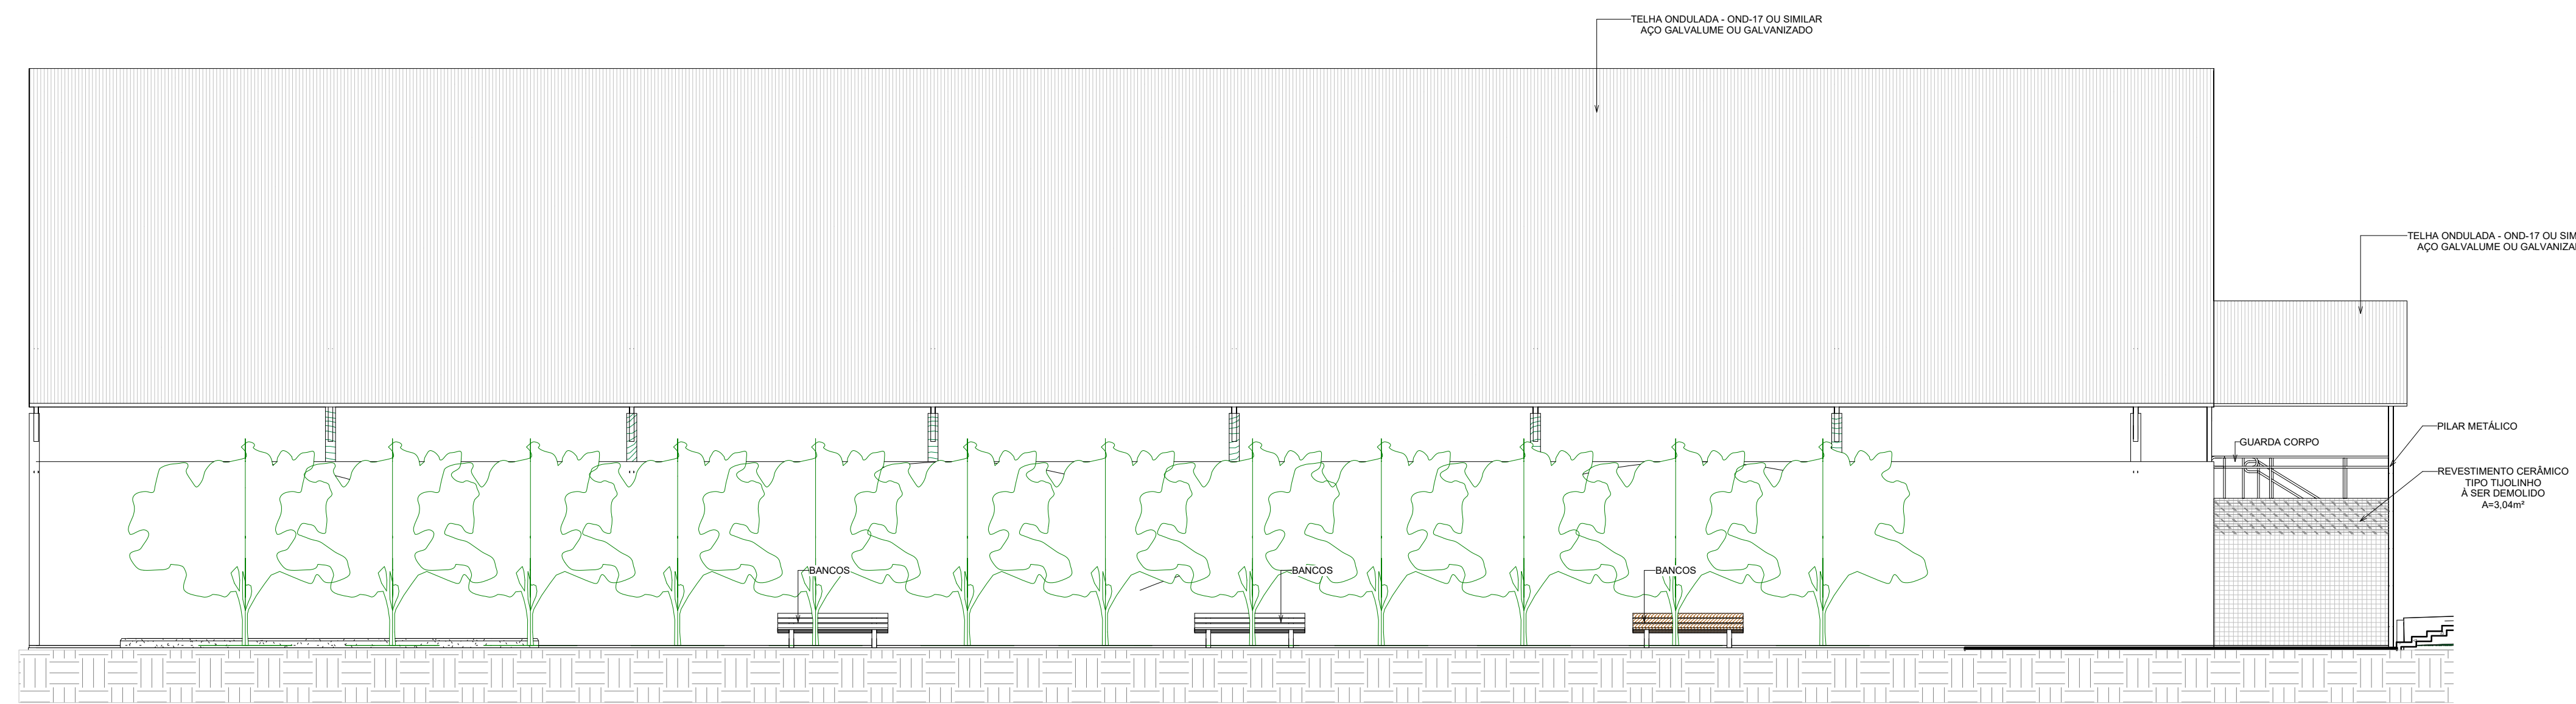 TELHA ONDULADA - OND-17 OU SIMILAR
AÇO GALVALUME OU GALVANIZADO
TELHA ONDULADA - OND-17 OU SIM
AÇO GALVALUME OU GALVANIZA
PILAR METÁLICO
GUARDA CORPO
REVESTIMENTO CERÂMICO
TIPO TIJOLINHO
À SER DEMOLIDO
A=3,04m²
BANCOS
BANCOS
BANCOS